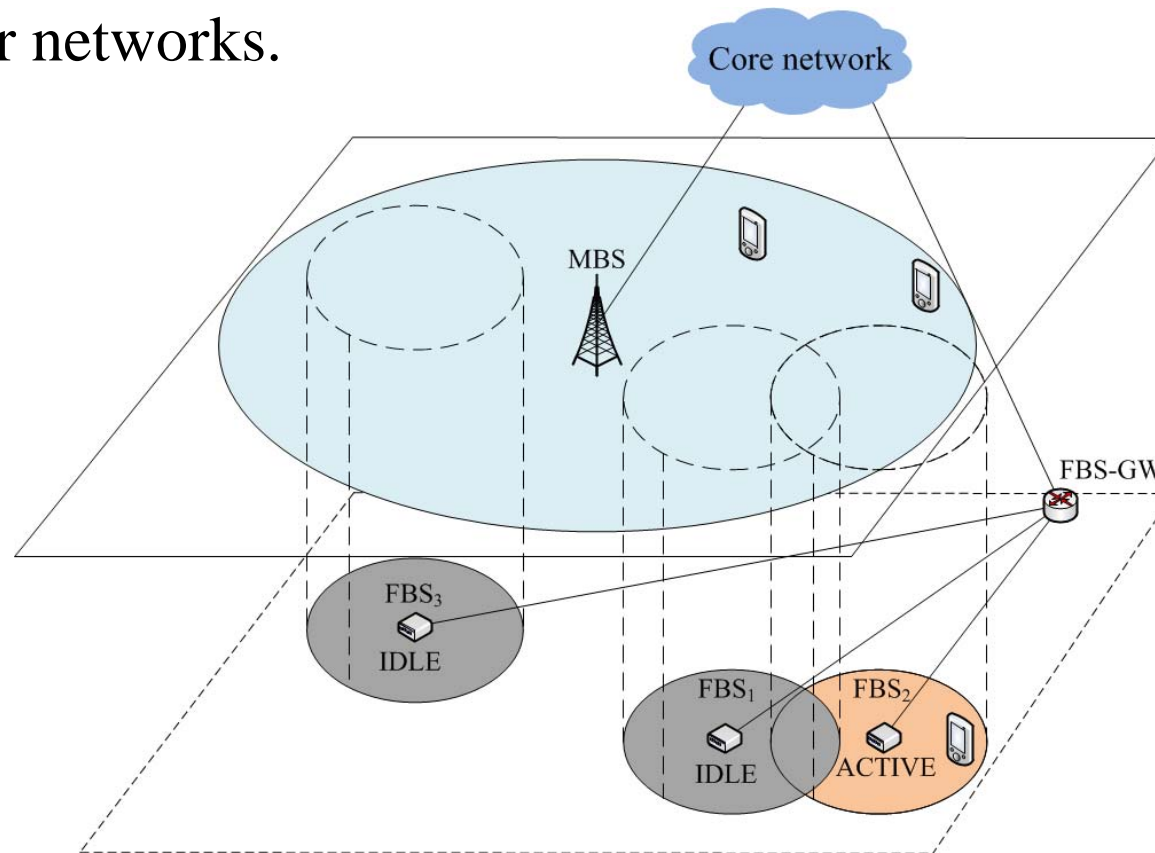 r networks.
Core network
MBS
FBS-GW
FBS₃
IDLE
FBS₁
IDLE
FBS₂
ACTIVE